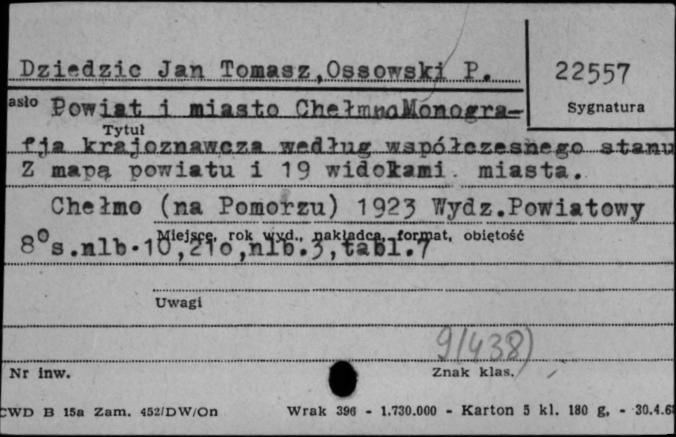 Dziedzic Jan Tomasz,Ossowski P.
22557
Sygnatura
asło Powiat i miasto Chełmno Monogra-
Tytuł
fja krajoznawcza według współczesnego stanu
Z mapą powiatu i 19 widokami miasta.
Chełmo (na Pomorzu) 1923 Wydz.Powiatowy
Miejsce, rok wyd., nakładca, format, objętość
8° s.nlb.10,210,nlb.3,tabl.7
Uwagi
9(438)
Nr inw.
Znak klas.
CWD B 15a Zam. 452/DW/On Wrak 396 - 1.730.000 - Karton 5 kl. 180 g, - 30.4.6